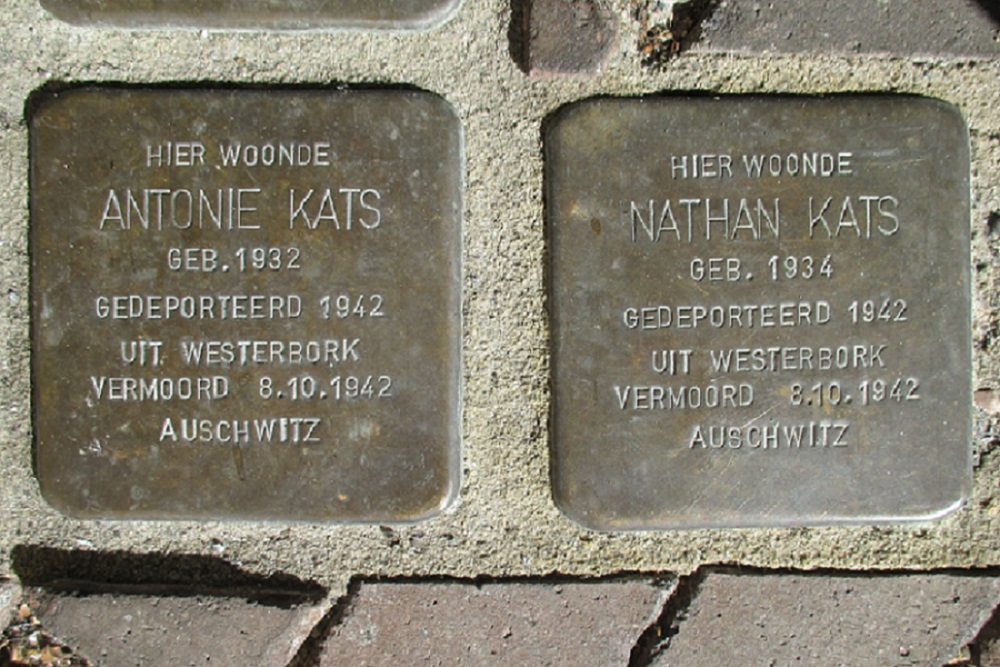 HIER WOONDE
ANTONIE KATS
GEB. 1932
GEDEPORTEERD 1942
UIT WESTERBORK
VERMOORD 8.10.1942
AUSCHWITZ
HIER WOONDE
NATHAN KATS
GEB. 1934
GEDEPORTEERD 1942
UIT WESTERBORK
VERMOORD 8.10.1942
AUSCHWITZ